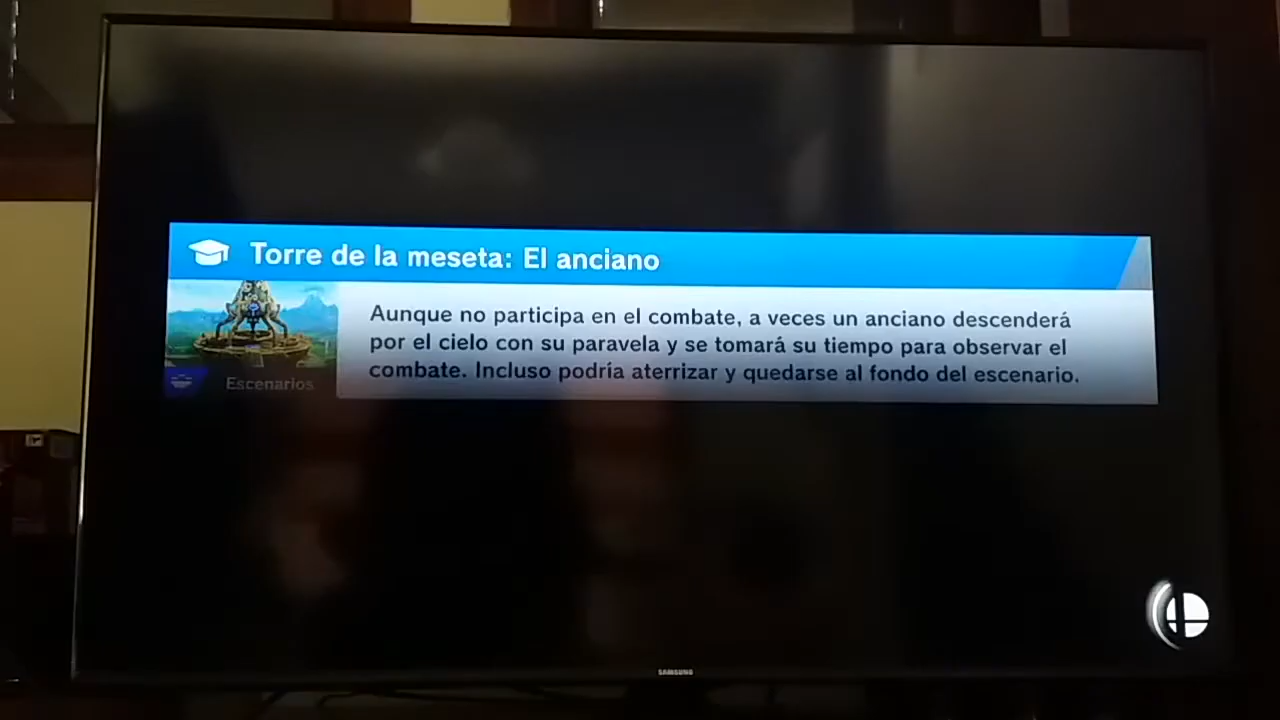 Torre de la meseta: El anciano
Aunque no participa en el combate, a veces un anciano descenderá
por el cielo con su paravela y se tomará su tiempo para observar el
combate. Incluso podría aterrizar y quedarse al fondo del escenario.
Escenarios
SAMSUNG